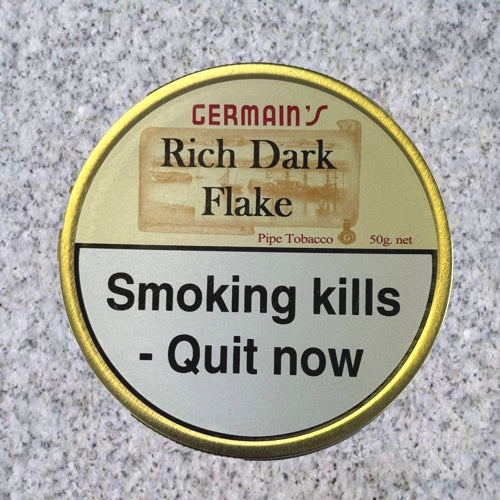 GERMAIN'S
Rich Dark
Flake
Pipe Tobacco G 50g. net
Smoking kills
- Quit now